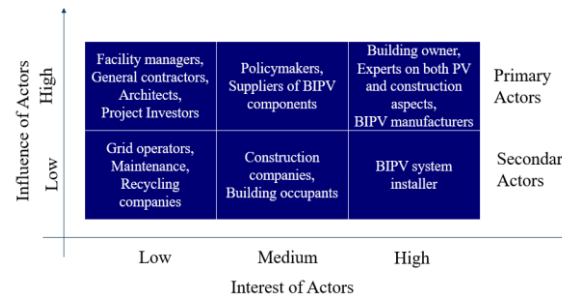 Influence of Actors
High
Low
Facility managers,
General contractors,
Architects,
Project Investors
Policymakers,
Suppliers of BIPV
components
Building owner,
Experts on both PV
and construction
aspects,
BIPV manufacturers
Primary
Actors
Grid operators,
Maintenance,
Recycling
companies
Construction
companies,
Building occupants
BIPV system
installer
Secondar
Actors
Low
Medium
High
Interest of Actors